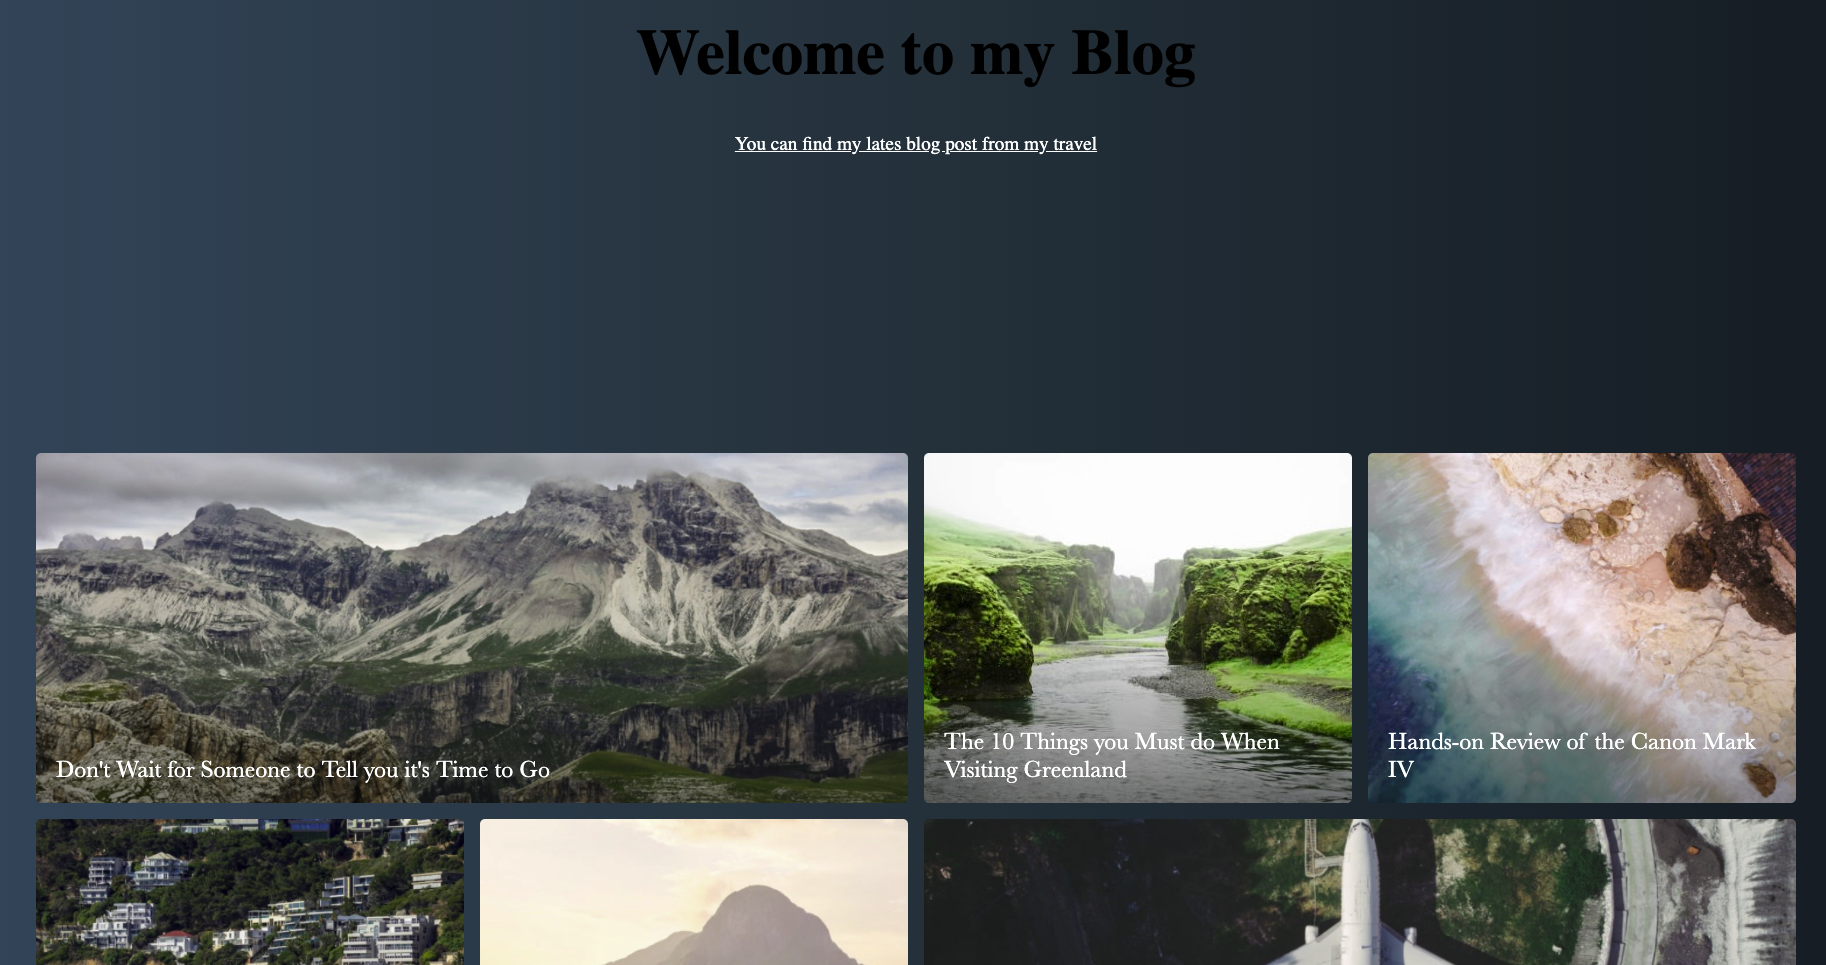 Welcome to my Blog
You can find my lates blog post from my travel
Don't Wait for Someone to Tell you it's Time to Go
The 10 Things you Must do When
Visiting Greenland
Hands-on Review of the Canon Mark
IV